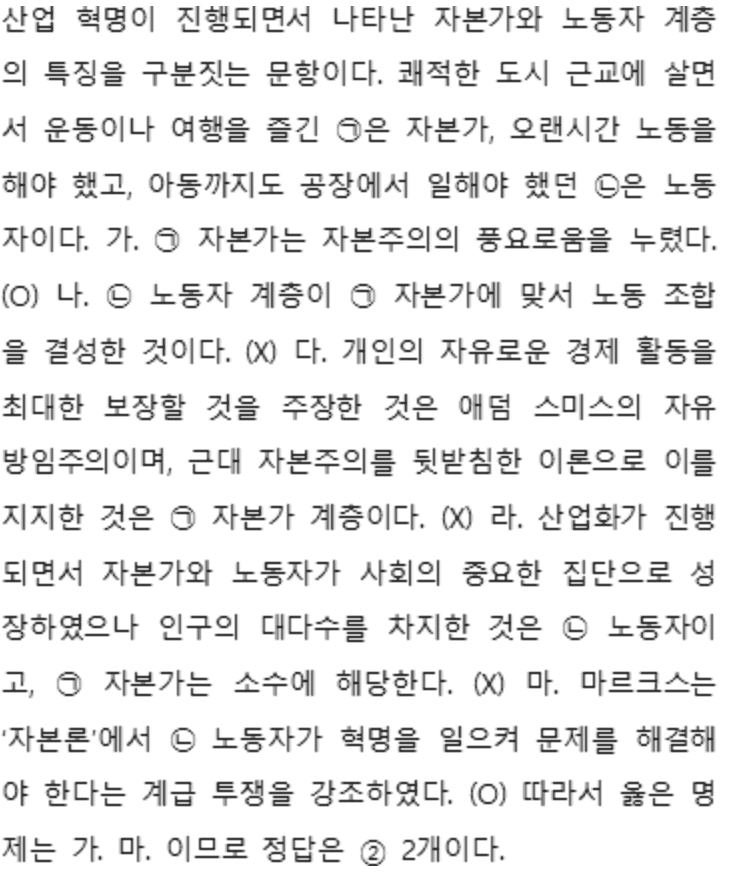 산업 혁명이 진행되면서 나타난 자본가와 노동자 계층
의 특징을 구분짓는 문항이다. 쾌적한 도시 근교에 살면
서 운동이나 여행을 즐긴 ㉠은 자본가, 오랜시간 노동을
해야 했고, 아동까지도 공장에서 일해야 했던 ㉡은 노동
자이다. 가. ㉠ 자본가는 자본주의의 풍요로움을 누렸다.
(O) 나. ㉡ 노동자 계층이 ㉠ 자본가에 맞서 노동 조합
을 결성한 것이다. (X) 다. 개인의 자유로운 경제 활동을
최대한 보장할 것을 주장한 것은 애덤 스미스의 자유
방임주의이며, 근대 자본주의를 뒷받침한 이론으로 이를
지지한 것은 ㉠ 자본가 계층이다. (X) 라. 산업화가 진행
되면서 자본가와 노동자가 사회의 중요한 집단으로 성
장하였으나 인구의 대다수를 차지한 것은 ㉡ 노동자이
고, ㉠ 자본가는 소수에 해당한다. (X) 마. 마르크스는
'자본론'에서 ㉡ 노동자가 혁명을 일으켜 문제를 해결해
야 한다는 계급 투쟁을 강조하였다. (O) 따라서 옳은 명
제는 가. 마. 이므로 정답은 ② 2개이다.